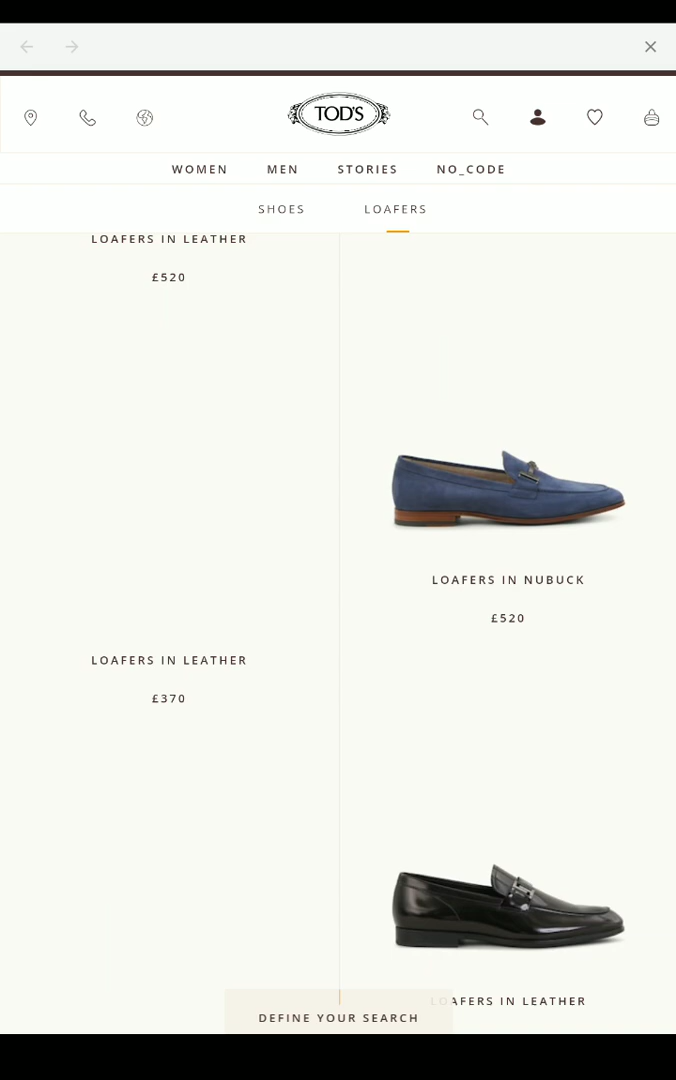 TOD'S
WOMEN MEN STORIES NO_CODE
SHOES LOAFERS
LOAFERS IN LEATHER
£520
LOAFERS IN NUBUCK
£520
LOAFERS IN LEATHER
£370
LOAFERS IN LEATHER
DEFINE YOUR SEARCH